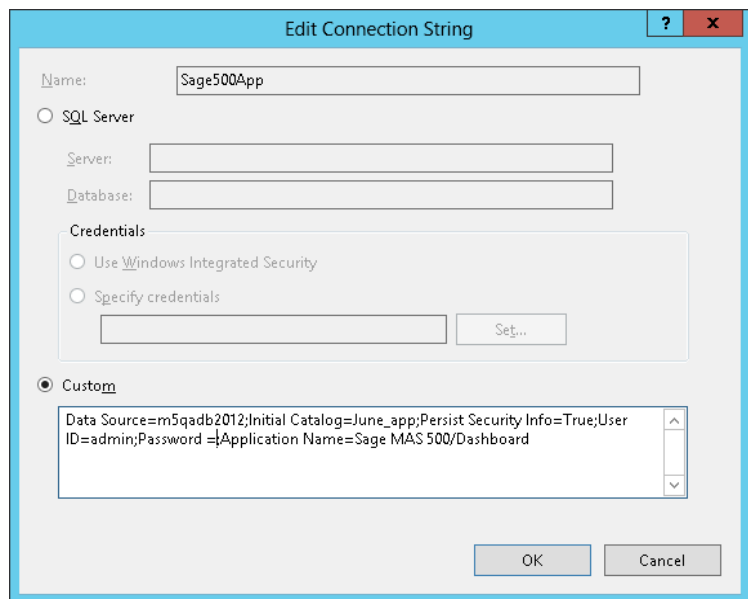 Edit Connection String
?
x
Name:
Sage500App
SQL Server
Server:
Database:
Credentials
Use Windows Integrated Security
Specify credentials
Set...
Custom
Data Source=m5qadb2012;Initial Catalog=June_app;Persist Security Info=True;User
ID=admin;Password =;Application Name=Sage MAS 500/Dashboard
OK
Cancel